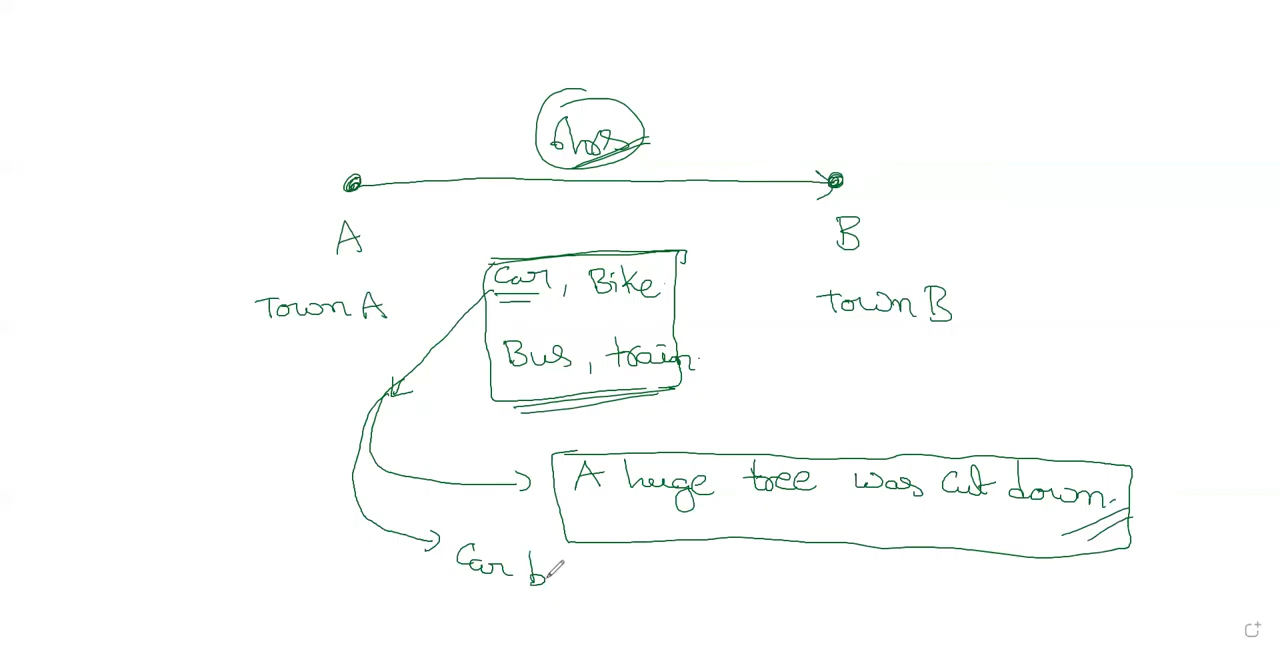 A
B
Town A
Car, Bike
Town B
Bus, train.
A huge tree was cut down.
Car b